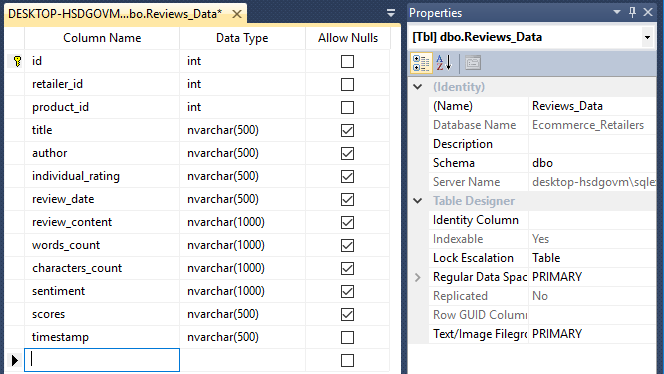 DESKTOP-HSDGOVM...bo.Reviews_Data*
Column Name Data Type Allow Nulls
id int
retailer_id int
product_id int
title nvarchar(500)
author nvarchar(500)
individual_rating nvarchar(500)
review_date nvarchar(500)
review_content nvarchar(1000)
words_count nvarchar(1000)
characters_count nvarchar(1000)
sentiment nvarchar(1000)
scores nvarchar(500)
timestamp nvarchar(500)
Properties
[Tbl] dbo.Reviews_Data
(Identity)
(Name) Reviews_Data
Database Name Ecommerce_Retailers
Description
Schema dbo
Server Name desktop-hsdgovm\sqlex
Table Designer
Identity Column
Indexable Yes
Lock Escalation Table
Regular Data Spac PRIMARY
Replicated No
Row GUID Column
Text/Image Filegro PRIMARY